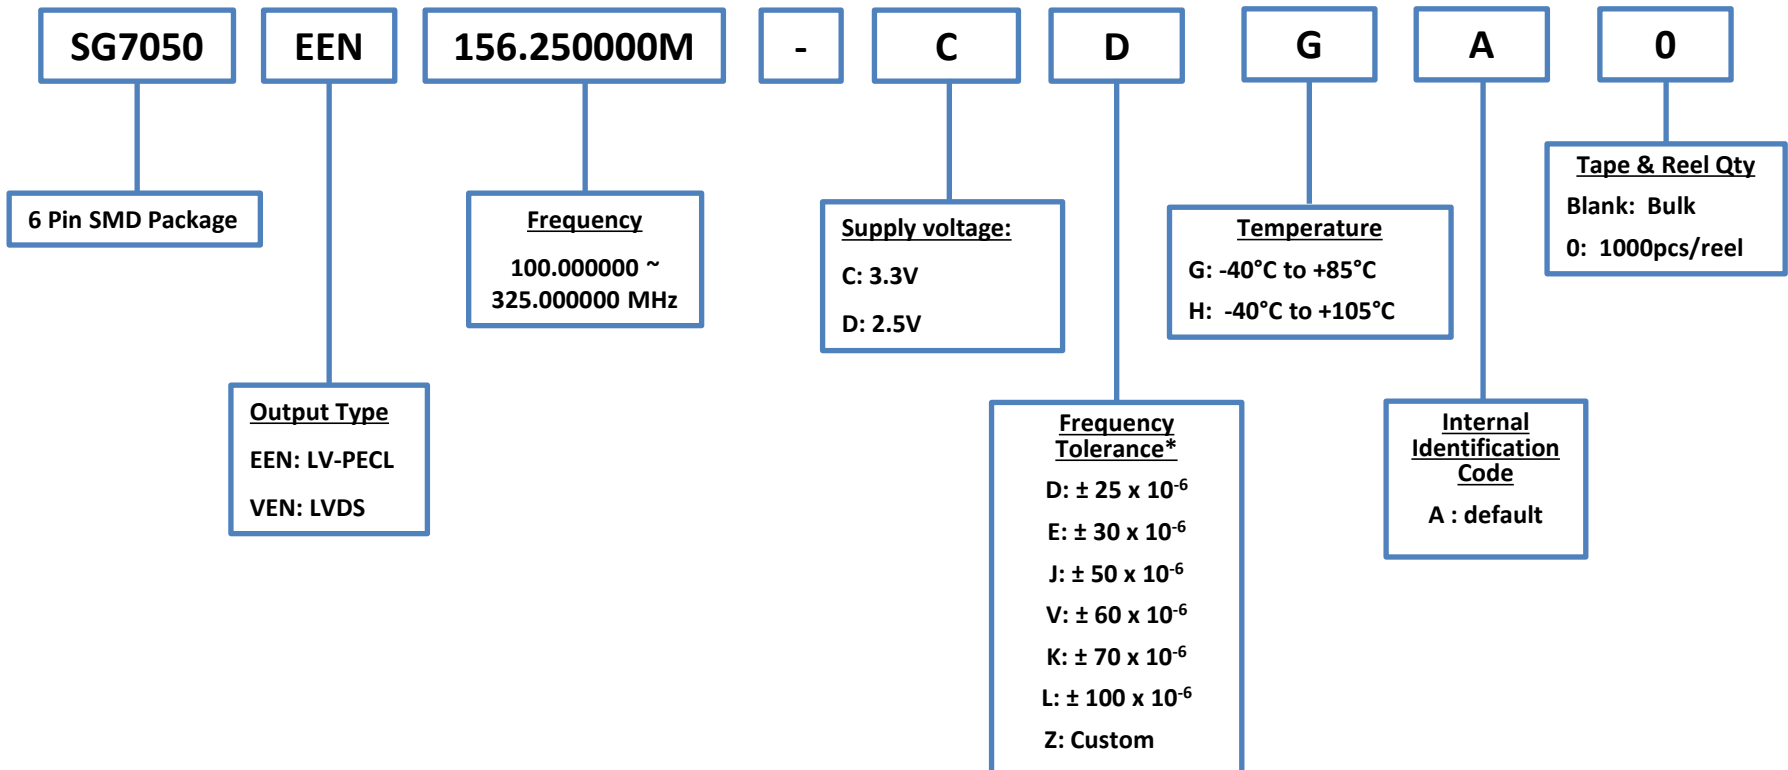 SG7050 EEN 156.250000M - C D G A 0
6 Pin SMD Package
Output Type
EEN: LV-PECL
VEN: LVDS
Frequency
100.000000 ~
325.000000 MHz
Supply voltage:
C: 3.3V
D: 2.5V
Frequency
Tolerance*
D: ± 25 x 10⁻⁶
E: ± 30 x 10⁻⁶
J: ± 50 x 10⁻⁶
V: ± 60 x 10⁻⁶
K: ± 70 x 10⁻⁶
L: ± 100 x 10⁻⁶
Z: Custom
Temperature
G: -40°C to +85°C
H: -40°C to +105°C
Internal
Identification
Code
A : default
Tape & Reel Qty
Blank: Bulk
0: 1000pcs/reel